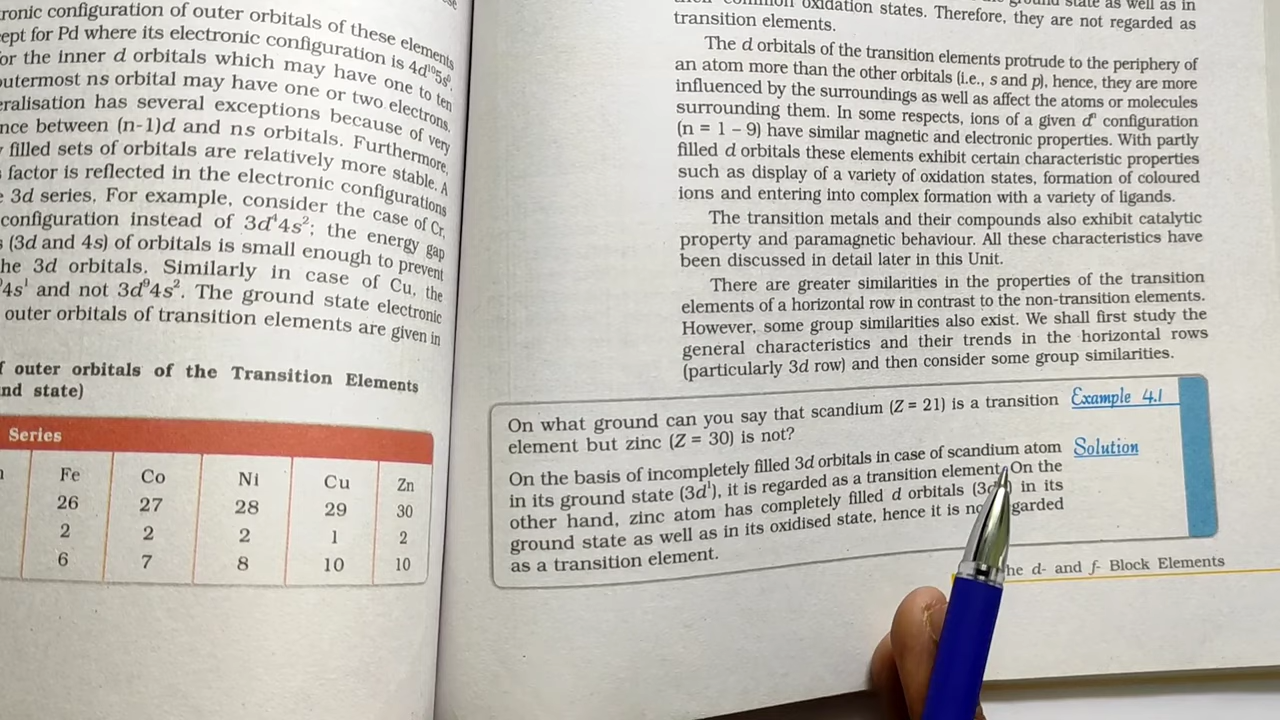 ronic configuration of outer orbitals of these elements
cept for Pd where its electronic configuration is 4d¹⁰5s⁰.
or the inner d orbitals which may have one to ten
outermost ns orbital may have one or two electrons.
eralisation has several exceptions because of very
nce between (n-1)d and ns orbitals. Furthermore,
filled sets of orbitals are relatively more stable. A
factor is reflected in the electronic configurations
3d series. For example, consider the case of Cr,
configuration instead of 3d⁴4s²; the energy gap
(3d and 4s) of orbitals is small enough to prevent
he 3d orbitals. Similarly in case of Cu, the
4s¹ and not 3d⁹4s². The ground state electronic
outer orbitals of transition elements are given in
f outer orbitals of the Transition Elements
nd state)
Series
Fe Co Ni Cu Zn
26 27 28 29 30
2 2 2 1 2
6 7 8 10 10
oxidation states. Therefore, they are not regarded as
transition elements.
The d orbitals of the transition elements protrude to the periphery of
an atom more than the other orbitals (i.e., s and p), hence, they are more
influenced by the surroundings as well as affect the atoms or molecules
surrounding them. In some respects, ions of a given dⁿ configuration
(n = 1 – 9) have similar magnetic and electronic properties. With partly
filled d orbitals these elements exhibit certain characteristic properties
such as display of a variety of oxidation states, formation of coloured
ions and entering into complex formation with a variety of ligands.
The transition metals and their compounds also exhibit catalytic
property and paramagnetic behaviour. All these characteristics have
been discussed in detail later in this Unit.
There are greater similarities in the properties of the transition
elements of a horizontal row in contrast to the non-transition elements.
However, some group similarities also exist. We shall first study the
general characteristics and their trends in the horizontal rows
(particularly 3d row) and then consider some group similarities.
On what ground can you say that scandium (Z = 21) is a transition
element but zinc (Z = 30) is not?
Example 4.1
On the basis of incompletely filled 3d orbitals in case of scandium atom
in its ground state (3d¹), it is regarded as a transition element. On the
other hand, zinc atom has completely filled d orbitals (3d ) in its
ground state as well as in its oxidised state, hence it is no egarded
as a transition element.
Solution
he d- and f- Block Elements